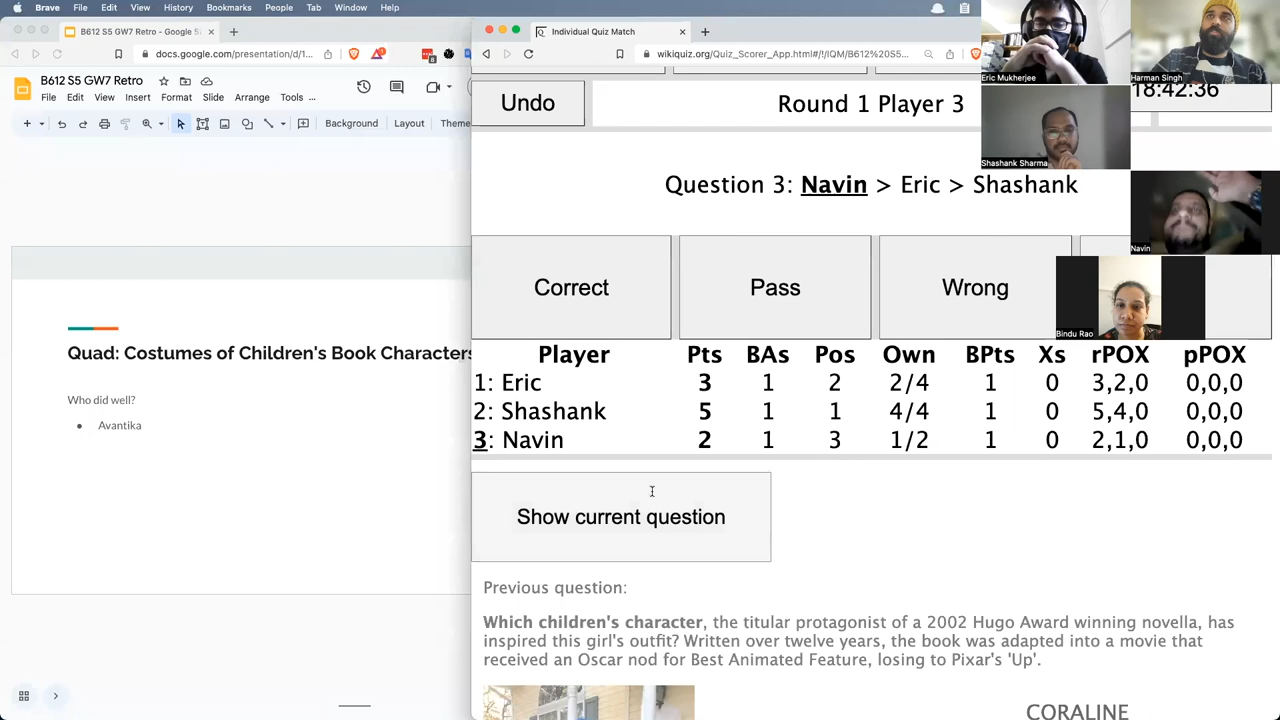 Brave Browser
File
Edit
View
History
Bookmarks
People
Tab
Window
Help
B612 S5 GW7 Retro - Google S
Individual Quiz Match
docs.google.com/presentation/d/1...
wikiquiz.org/Quiz_Scorer_App.html#/!/IQM/B612%20S5...
B612 S5 GW7 Retro
File Edit View Insert Format Slide Arrange Tools ...
Background Layout Theme
Undo
Round 1 Player 3
18:42:36
Eric Mukherjee
Harman Singh
Shashank Sharma
Navin
Bindu Rao
Question 3: Navin > Eric > Shashank
Correct
Pass
Wrong
Player Pts BAs Pos Own BPts Xs rPOX pPOX
1: Eric 3 1 2 2/4 1 0 3,2,0 0,0,0
2: Shashank 5 1 1 4/4 1 0 5,4,0 0,0,0
3: Navin 2 1 3 1/2 1 0 2,1,0 0,0,0
Quad: Costumes of Children's Book Characters
Who did well?
● Avantika
Show current question
Previous question:
Which children's character, the titular protagonist of a 2002 Hugo Award winning novella, has
inspired this girl's outfit? Written over twelve years, the book was adapted into a movie that
received an Oscar nod for Best Animated Feature, losing to Pixar's 'Up'.
CORALINE